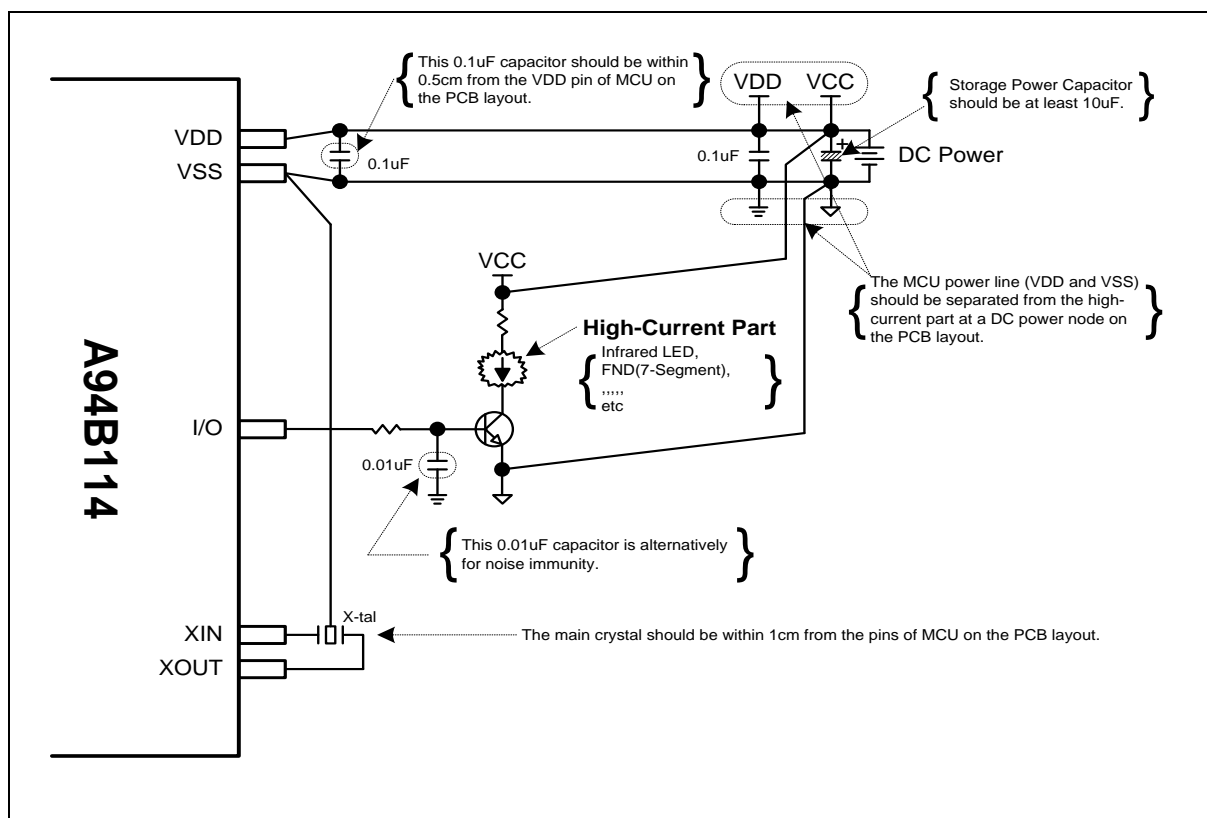 This 0.1uF capacitor should be within
0.5cm from the VDD pin of MCU on
the PCB layout.
VDD VCC
Storage Power Capacitor
should be at least 10uF.
VDD
VSS
0.1uF
0.1uF
+
DC Power
VCC
The MCU power line (VDD and VSS)
should be separated from the high-
current part at a DC power node on
the PCB layout.
High-Current Part
Infrared LED,
FND(7-Segment),
,,,,,
etc
A94B114
I/O
0.01uF
This 0.01uF capacitor is alternatively
for noise immunity.
X-tal
XIN
The main crystal should be within 1cm from the pins of MCU on the PCB layout.
XOUT